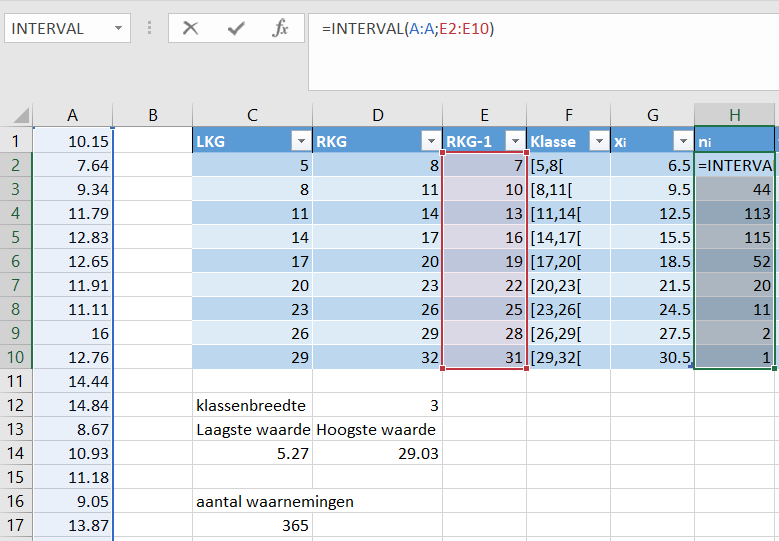 INTERVAL fx =INTERVAL(A:A;E2:E10)
A B C D E F G H
1 10.15 LKG RKG RKG-1 Klasse xi ni
2 7.64 5 8 7 [5,8[ 6.5 =INTERVA
3 9.34 8 11 10 [8,11[ 9.5 44
4 11.79 11 14 13 [11,14[ 12.5 113
5 12.83 14 17 16 [14,17[ 15.5 115
6 12.65 17 20 19 [17,20[ 18.5 52
7 11.91 20 23 22 [20,23[ 21.5 20
8 11.11 23 26 25 [23,26[ 24.5 11
9 16 26 29 28 [26,29[ 27.5 2
10 12.76 29 32 31 [29,32[ 30.5 1
11 14.44
12 14.84 klassenbreedte 3
13 8.67 Laagste waarde Hoogste waarde
14 10.93 5.27 29.03
15 11.18
16 9.05 aantal waarnemingen
17 13.87 365